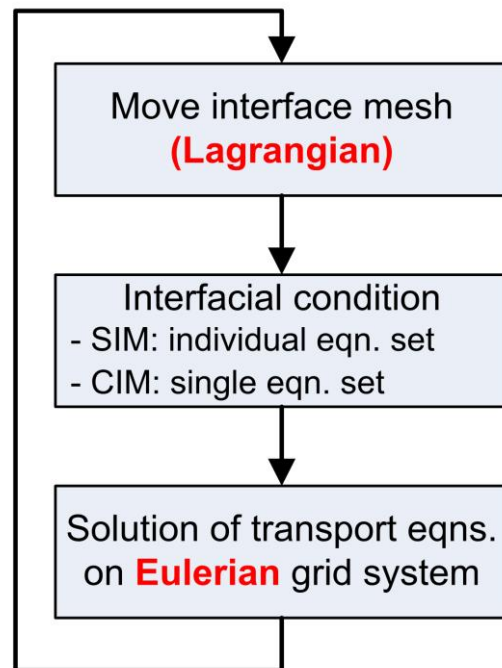 Move interface mesh
(Lagrangian)
Interfacial condition
- SIM: individual eqn. set
- CIM: single eqn. set
Solution of transport eqns.
on Eulerian grid system